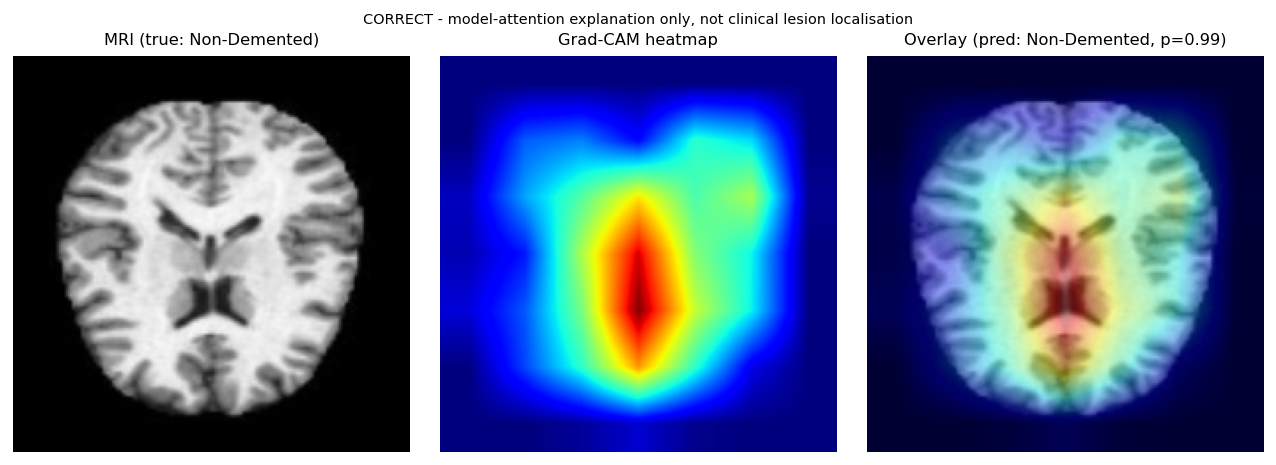 CORRECT - model-attention explanation only, not clinical lesion localisation
MRI (true: Non-Demented)
Grad-CAM heatmap
Overlay (pred: Non-Demented, p=0.99)